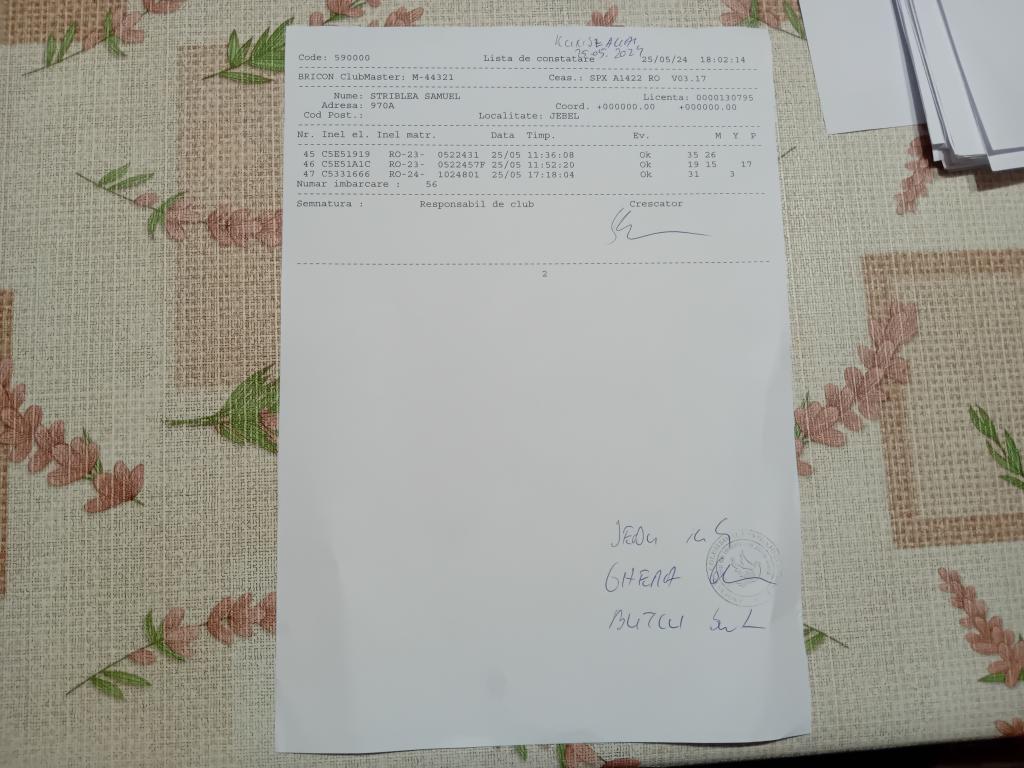 25.05.2024
Code: 590000 Lista de constatare 25/05/24 18:02:14
BRICON ClubMaster: M-44321 Ceas.: SPX A1422 RO V03.17
Nume: STRIBLEA SAMUEL Licenta: 0000130795
Adresa: 970A Coord. +000000.00 +000000.00
Cod Post.: Localitate: JEBEL
Nr. Inel el. Inel matr. Data Timp. Ev. M Y P
45 C5E51919 RO-23- 0522431 25/05 11:36:08 Ok 35 26
46 C5E51A1C RO-23- 0522457F 25/05 11:52:20 Ok 19 15 17
47 C5331666 RO-24- 1024801 25/05 17:18:04 Ok 31 3
Numar imbarcare : 56
Semnatura : Responsabil de club Crescator
2
GHERA